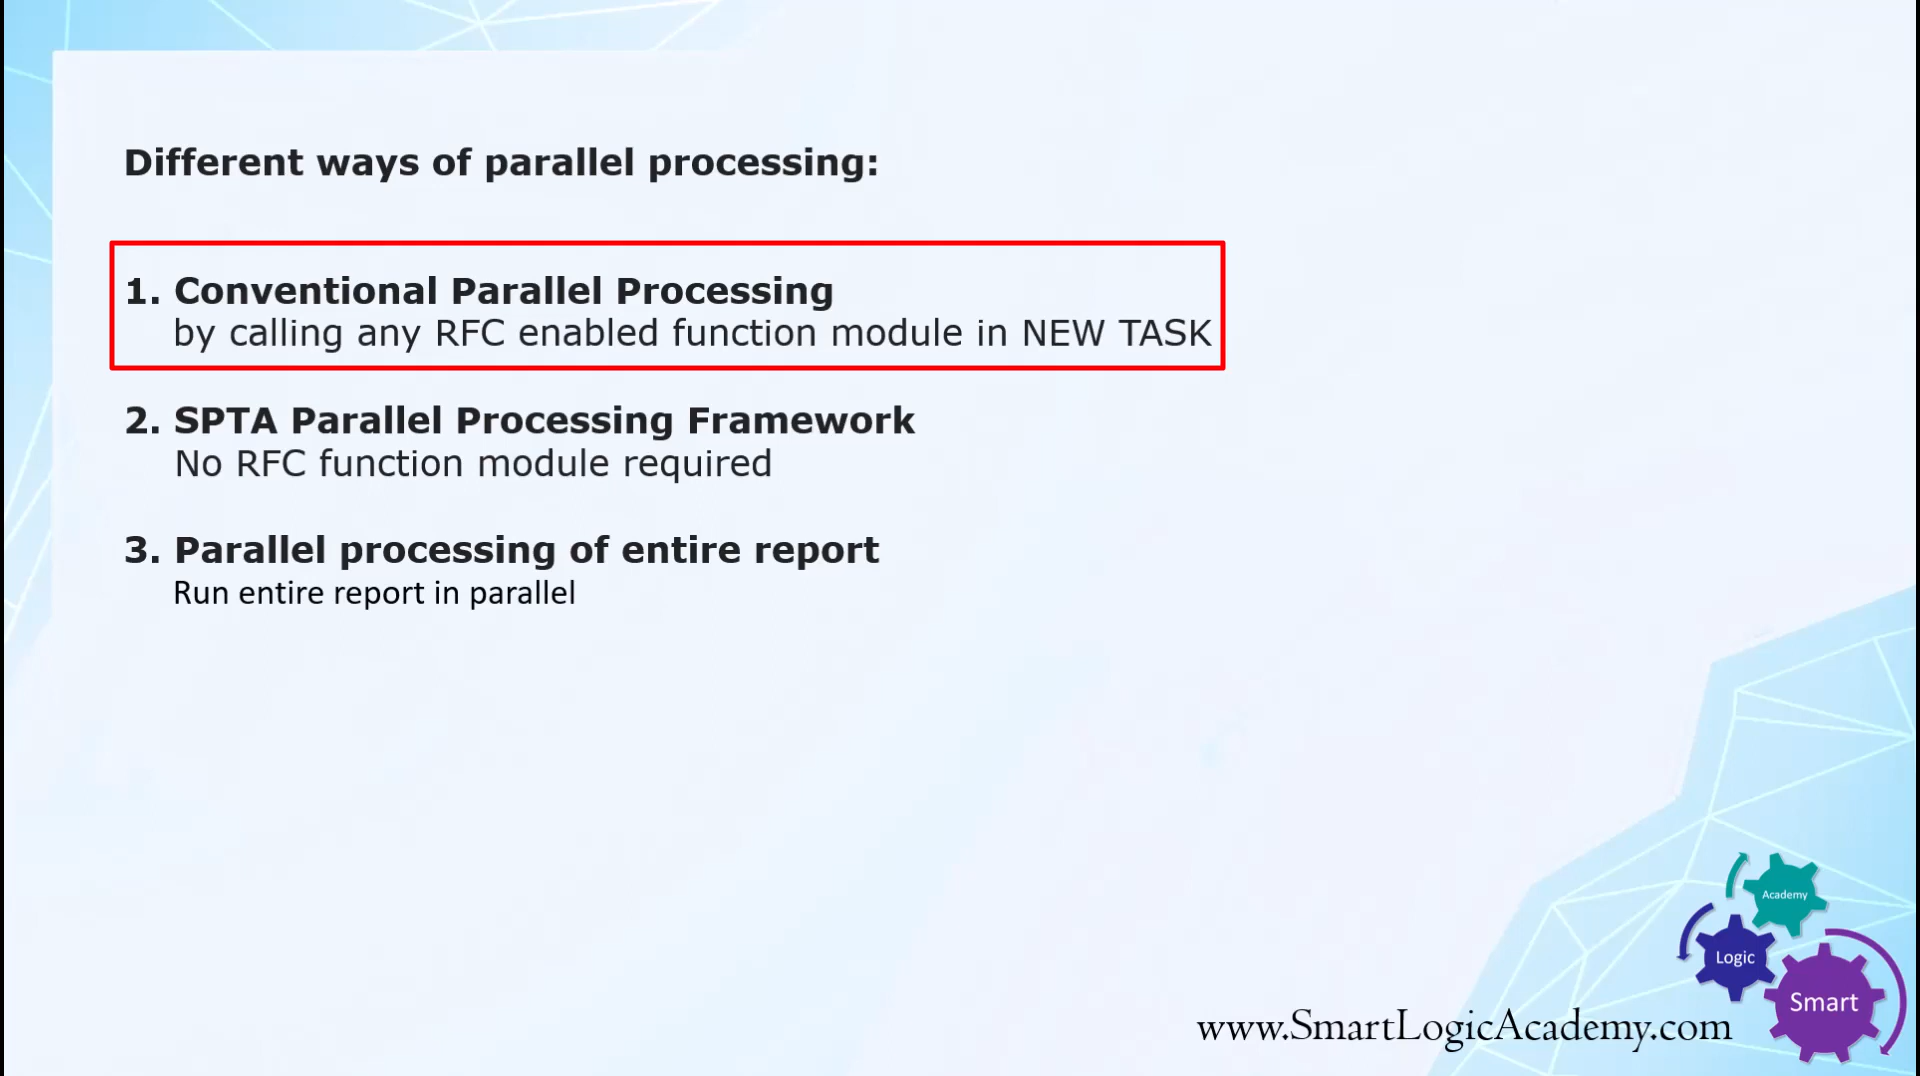 Different ways of parallel processing:
1. Conventional Parallel Processing
by calling any RFC enabled function module in NEW TASK
2. SPTA Parallel Processing Framework
No RFC function module required
3. Parallel processing of entire report
Run entire report in parallel
Academy
Logic
Smart
www.SmartLogicAcademy.com